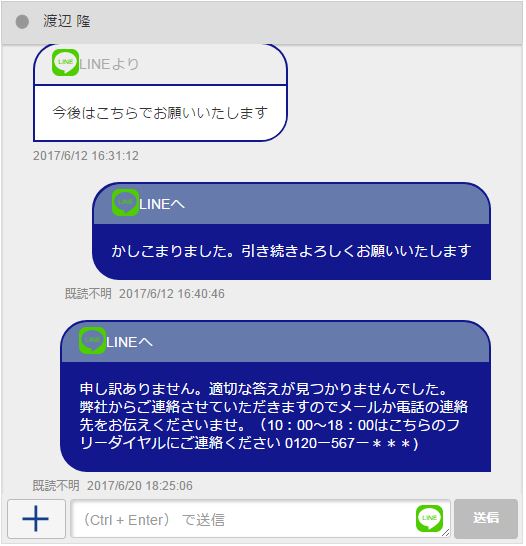 渡辺 隆
LINEより
今後はこちらでお願いいたします
2017/6/12 16:31:12
LINEへ
かしこまりました。引き続きよろしくお願いいたします
既読不明 2017/6/12 16:40:46
LINEへ
申し訳ありません。適切な答えが見つかりませんでした。
弊社からご連絡させていただきますのでメールか電話の連絡
先をお伝えくださいませ。（10：00～18：00はこちらのフ
リーダイヤルにご連絡ください 0120ー567ー＊＊＊)
既読不明 2017/6/20 18:25:06
（Ctrl + Enter） で送信
送信